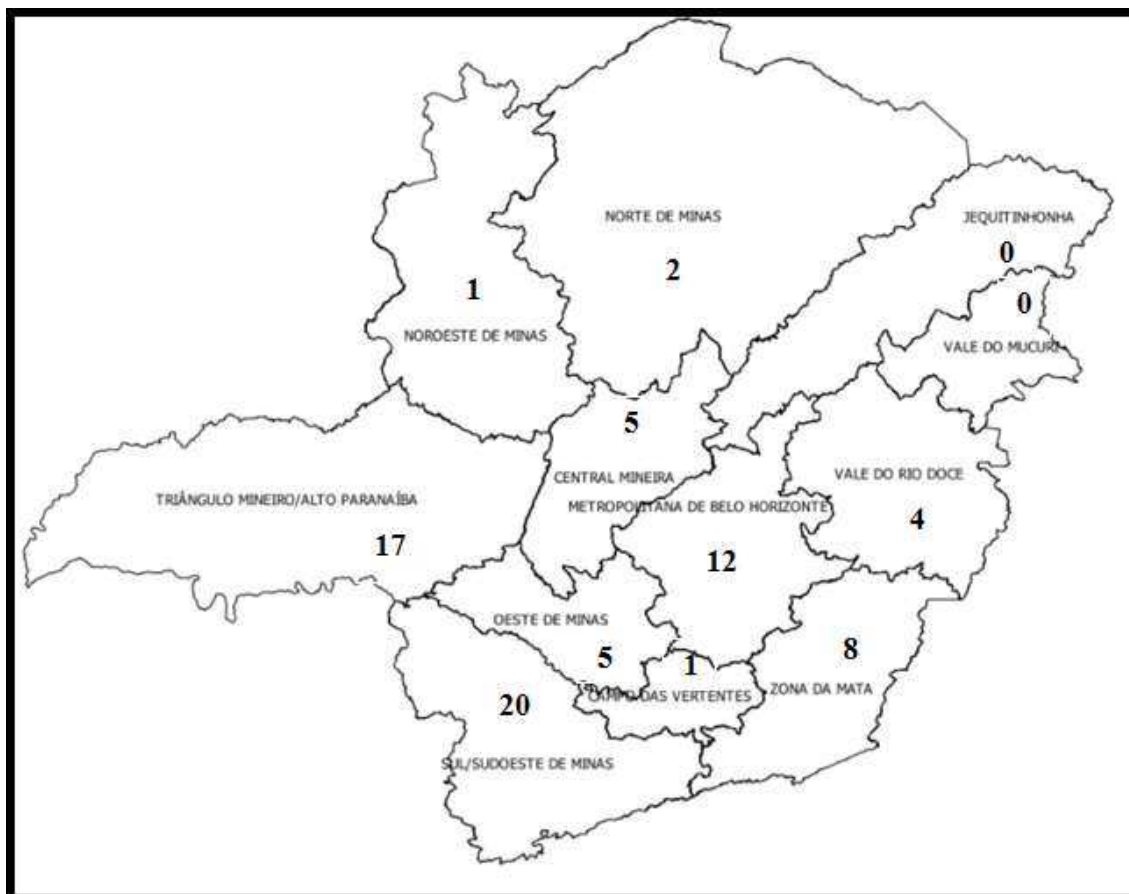 NORTE DE MINAS
JEQUITINHONHA
0
2
1
0
NOROESTE DE MINAS
VALE DO MUCURI
5
CENTRAL MINEIRA
VALE DO RIO DOCE
TRIÂNGULO MINEIRO/ALTO PARANAÍBA
METROPOLITANA DE BELO HORIZONTE
4
17
12
OESTE DE MINAS
5
1
8
CAMPO DAS VERTENTES
ZONA DA MATA
20
SUL/SUDOESTE DE MINAS